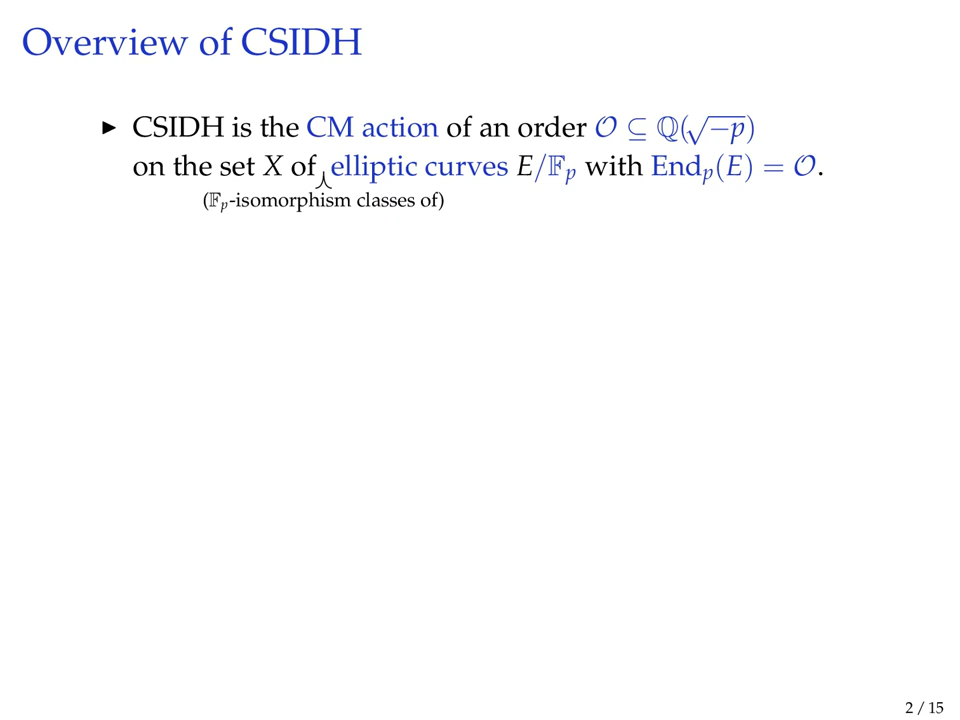 Overview of CSIDH
▶ CSIDH is the CM action of an order 𝒪 ⊆ ℚ(√−p)
on the set X of elliptic curves E/𝔽ₚ with Endₚ(E) = 𝒪.
(𝔽ₚ-isomorphism classes of)
2 / 15